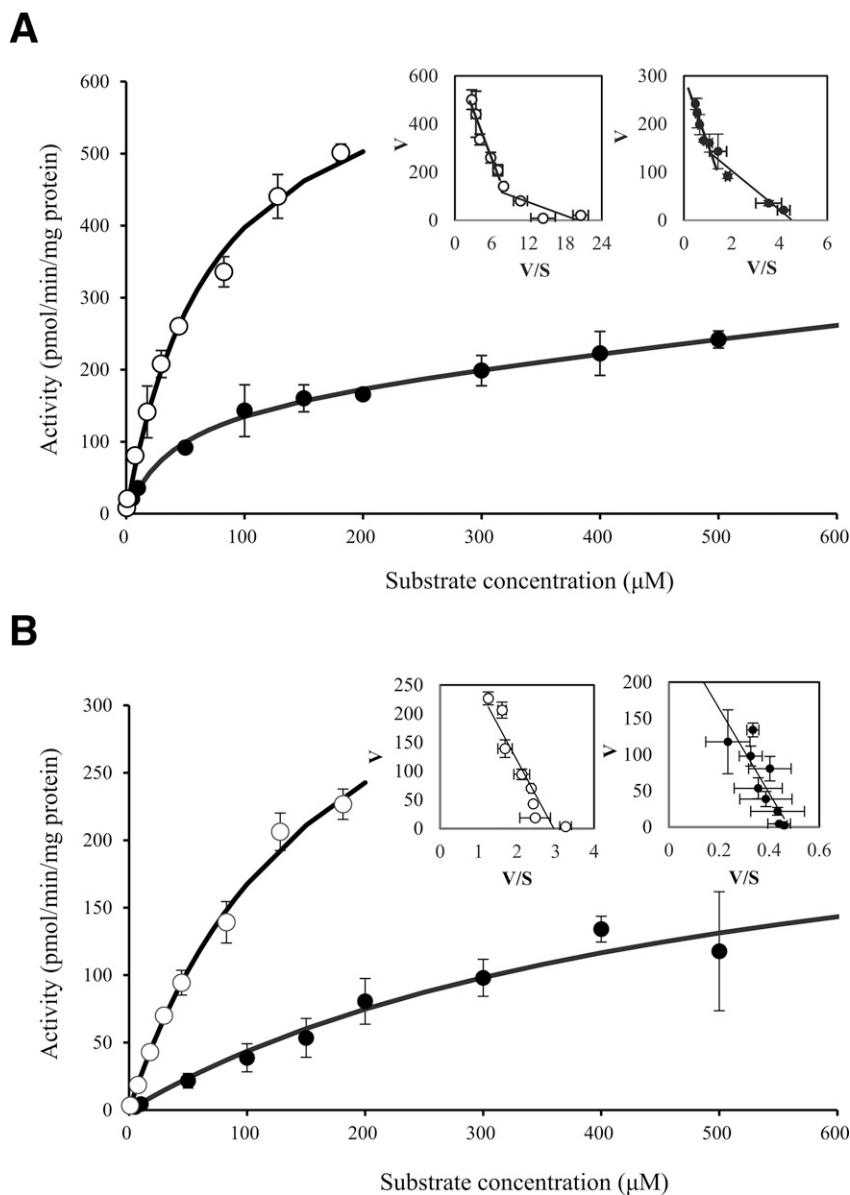 A
600
500
400
300
200
100
0
Activity (pmol/min/mg protein)
0 100 200 300 400 500 600
Substrate concentration (μM)
600
400
200
0
V
0 6 12 18 24
V/S
300
200
100
0
V
0 2 4 6
V/S
B
300
250
200
150
100
50
0
Activity (pmol/min/mg protein)
0 100 200 300 400 500 600
Substrate concentration (μM)
250
200
150
100
50
0
V
0 1 2 3 4
V/S
200
150
100
50
0
V
0 0.2 0.4 0.6
V/S